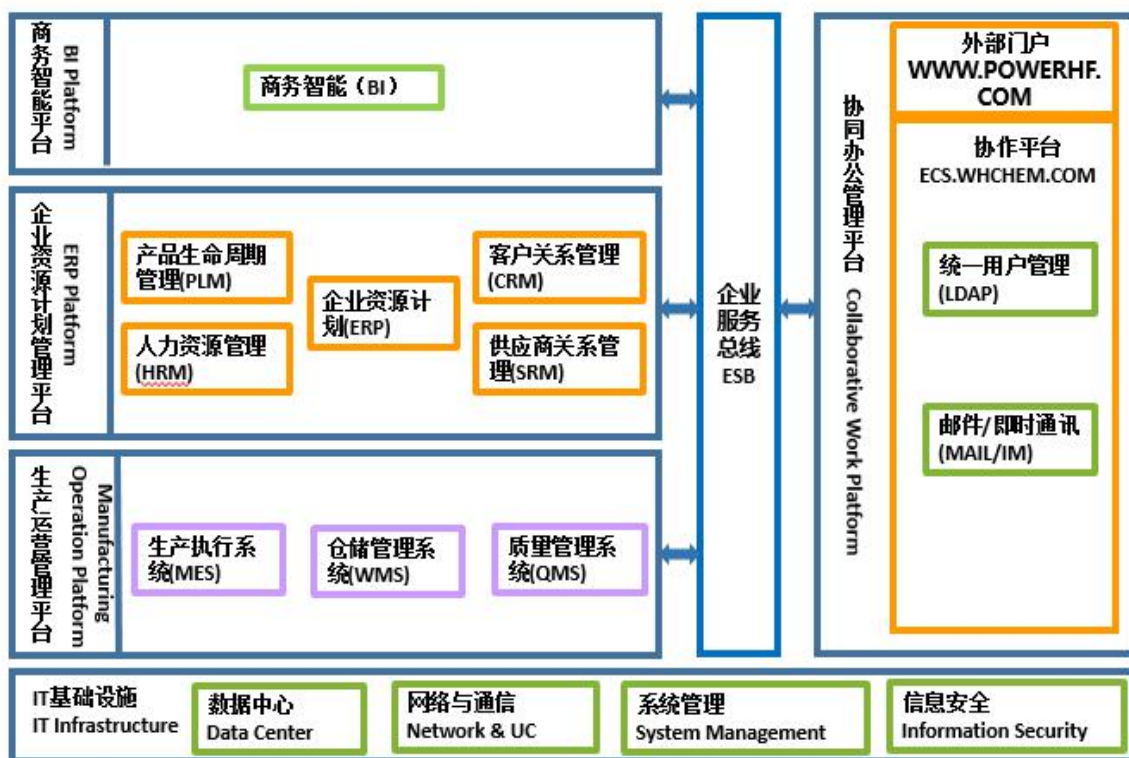 商务智能平台
BI Platform
商务智能（BI）
企业资源计划管理平台
ERP Platform
产品生命周期
管理(PLM)
人力资源管理
(HRM)
企业资源计
划(ERP)
客户关系管理
(CRM)
供应商关系管
理(SRM)
生产运营管理平台
Manufacturing
Operation Platform
生产执行系
统(MES)
仓储管理系
统(WMS)
质量管理系
统(QMS)
企业
服务
总线
ESB
协同办公管理平台 Collaborative Work Platform
外部门户
WWW.POWERHF.
COM
协作平台
ECS.WHCHEM.COM
统一用户管理
(LDAP)
邮件/即时通讯
(MAIL/IM)
IT基础设施
IT Infrastructure
数据中心
Data Center
网络与通信
Network & UC
系统管理
System Management
信息安全
Information Security